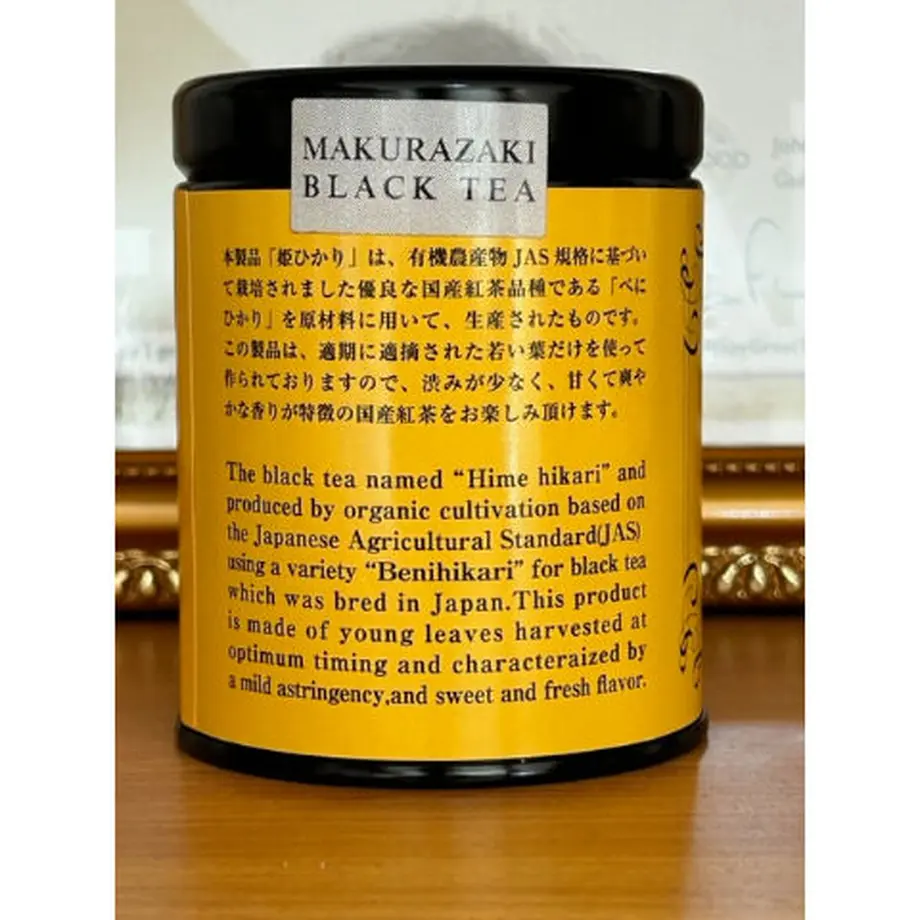 MAKURAZAKI
BLACK TEA
本製品「姫ひかり」は、有機農産物JAS規格に基づい
て栽培されました優良な国産紅茶品種である「べに
ひかり」を原材料に用いて、生産されたものです。
この製品は、適期に適摘された若い葉だけを使って
作られておりますので、渋みが少なく、甘くて爽や
かな香りが特徴の国産紅茶をお楽しみ頂けます。
The black tea named “Hime hikari” and
produced by organic cultivation based on
the Japanese Agricultural Standard(JAS)
using a variety “Benihikari” for black tea
which was bred in Japan.This product
is made of young leaves harvested at
optimum timing and characteraized by
a mild astringency,and sweet and fresh flavor.